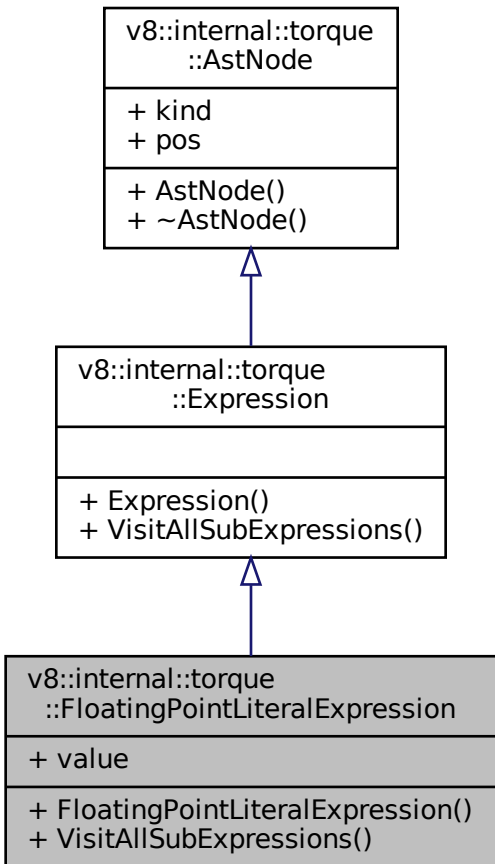 v8::internal::torque
::AstNode
+ kind
+ pos
+ AstNode()
+ ~AstNode()
v8::internal::torque
::Expression
+ Expression()
+ VisitAllSubExpressions()
v8::internal::torque
::FloatingPointLiteralExpression
+ value
+ FloatingPointLiteralExpression()
+ VisitAllSubExpressions()